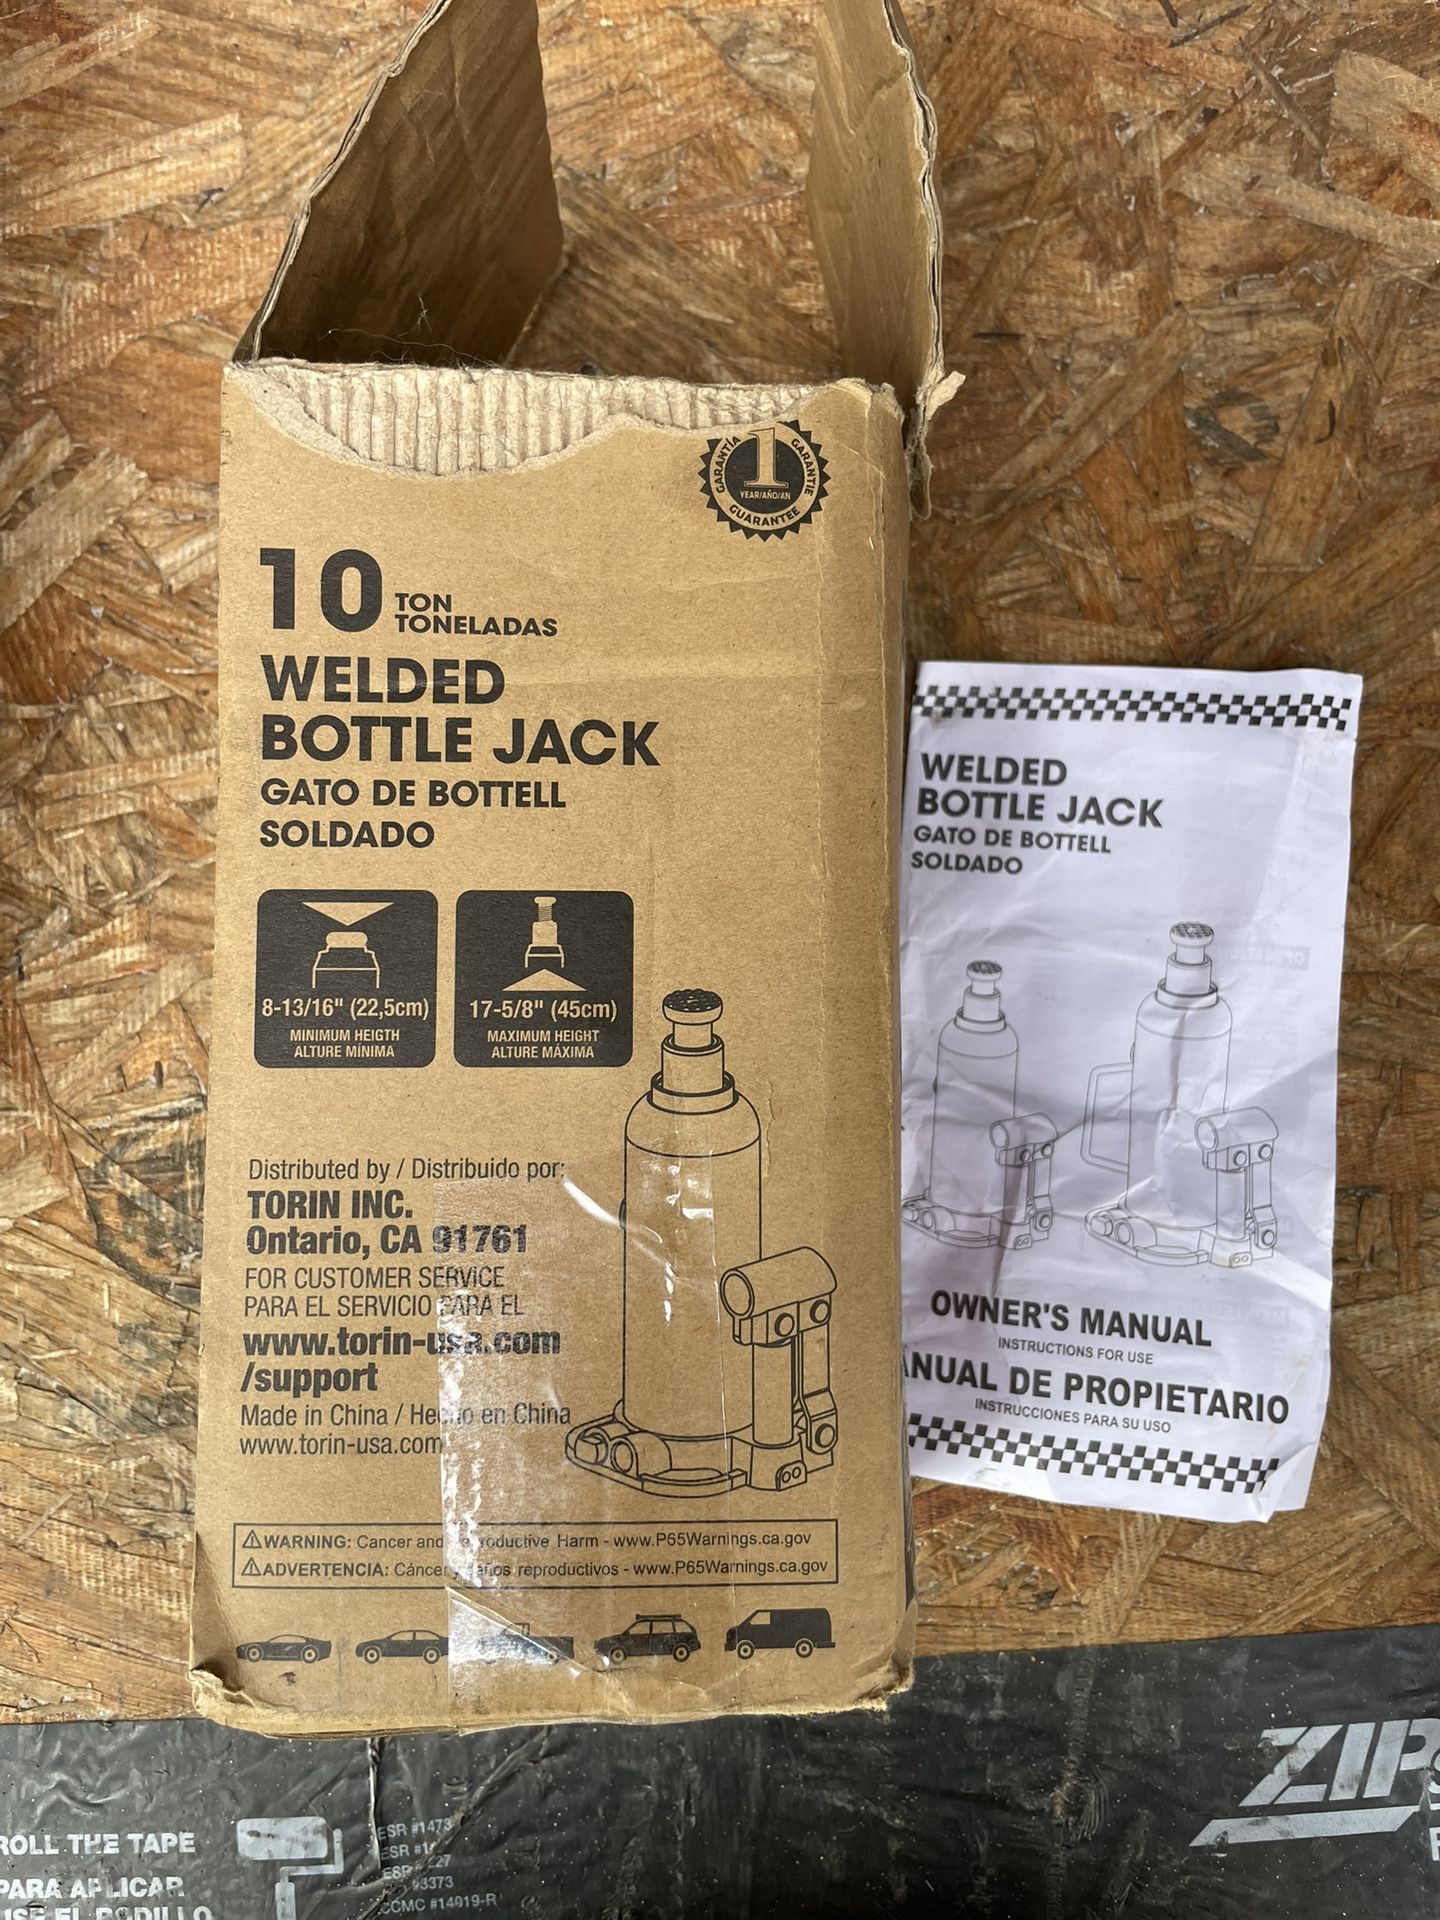 GARANTÍA
GARANTIE
1
YEAR/AÑO/AN
GUARANTEE
10 TON
TONELADAS
WELDED
BOTTLE JACK
GATO DE BOTTELL
SOLDADO
8-13/16" (22,5cm)
MINIMUM HEIGTH
ALTURE MÍNIMA
17-5/8" (45cm)
MAXIMUM HEIGHT
ALTURE MÁXIMA
Distributed by / Distribuido por:
TORIN INC.
Ontario, CA 91761
FOR CUSTOMER SERVICE
PARA EL SERVICIO PARA EL
www.torin-usa.com
/support
Made in China / Hecho en China
www.torin-usa.com
WARNING: Cancer and Reproductive Harm - www.P65Warnings.ca.gov
ADVERTENCIA: Cáncer y daños reproductivos - www.P65Warnings.ca.gov
WELDED
BOTTLE JACK
GATO DE BOTTELL
SOLDADO
OWNER'S MANUAL
INSTRUCTIONS FOR USE
ANUAL DE PROPIETARIO
INSTRUCCIONES PARA SU USO
ROLL THE TAPE
PARA APLICAR
USE EL RODILLO
ESR #1473
ESR
ESR
#3373
CCMC #14019-R
ZIP